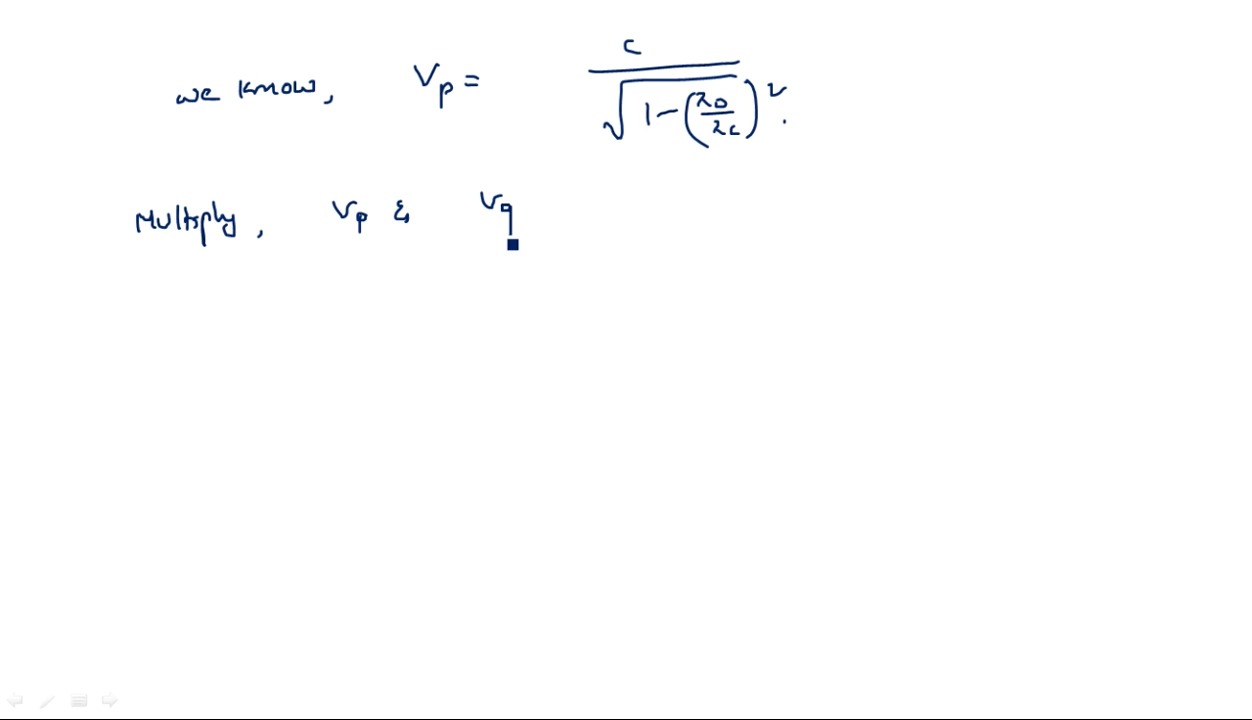 we know, Vp = c / √(1 - (λ0/λc)²).
Multiply, Vp & Vg